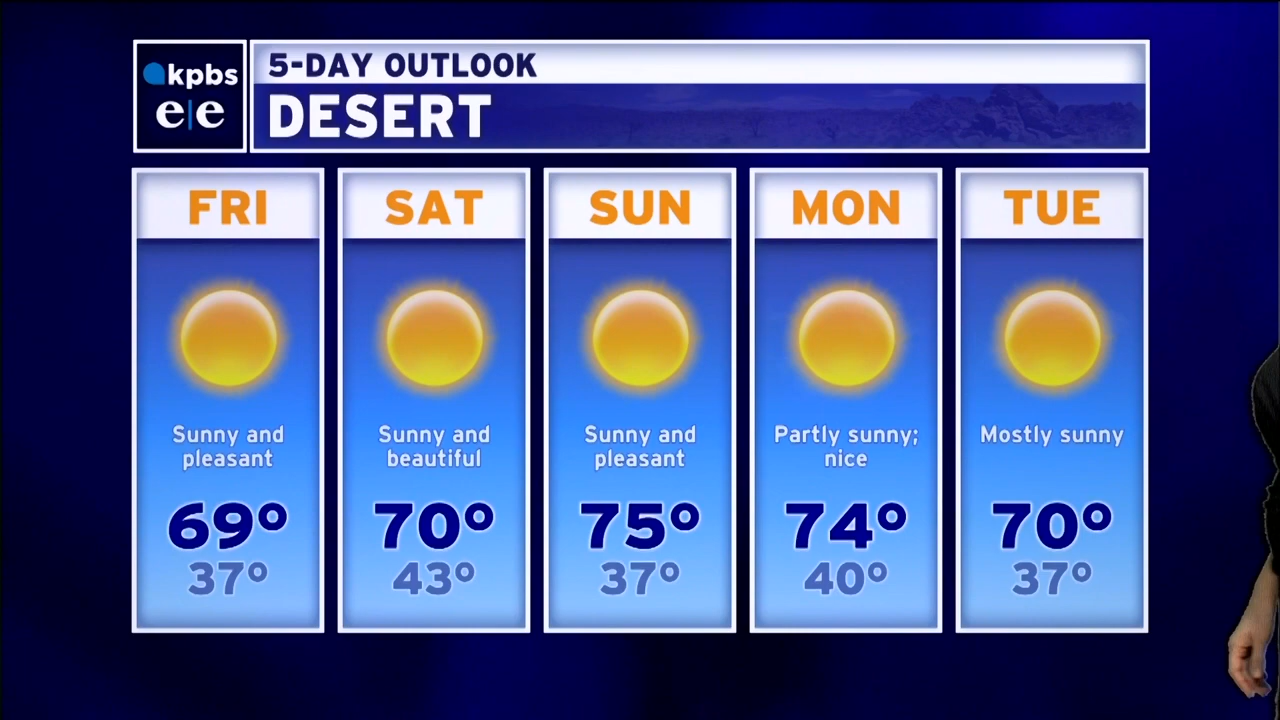 kpbs
e|e
5-DAY OUTLOOK
DESERT
FRI
Sunny and
pleasant
69°
37°
SAT
Sunny and
beautiful
70°
43°
SUN
Sunny and
pleasant
75°
37°
MON
Partly sunny;
nice
74°
40°
TUE
Mostly sunny
70°
37°